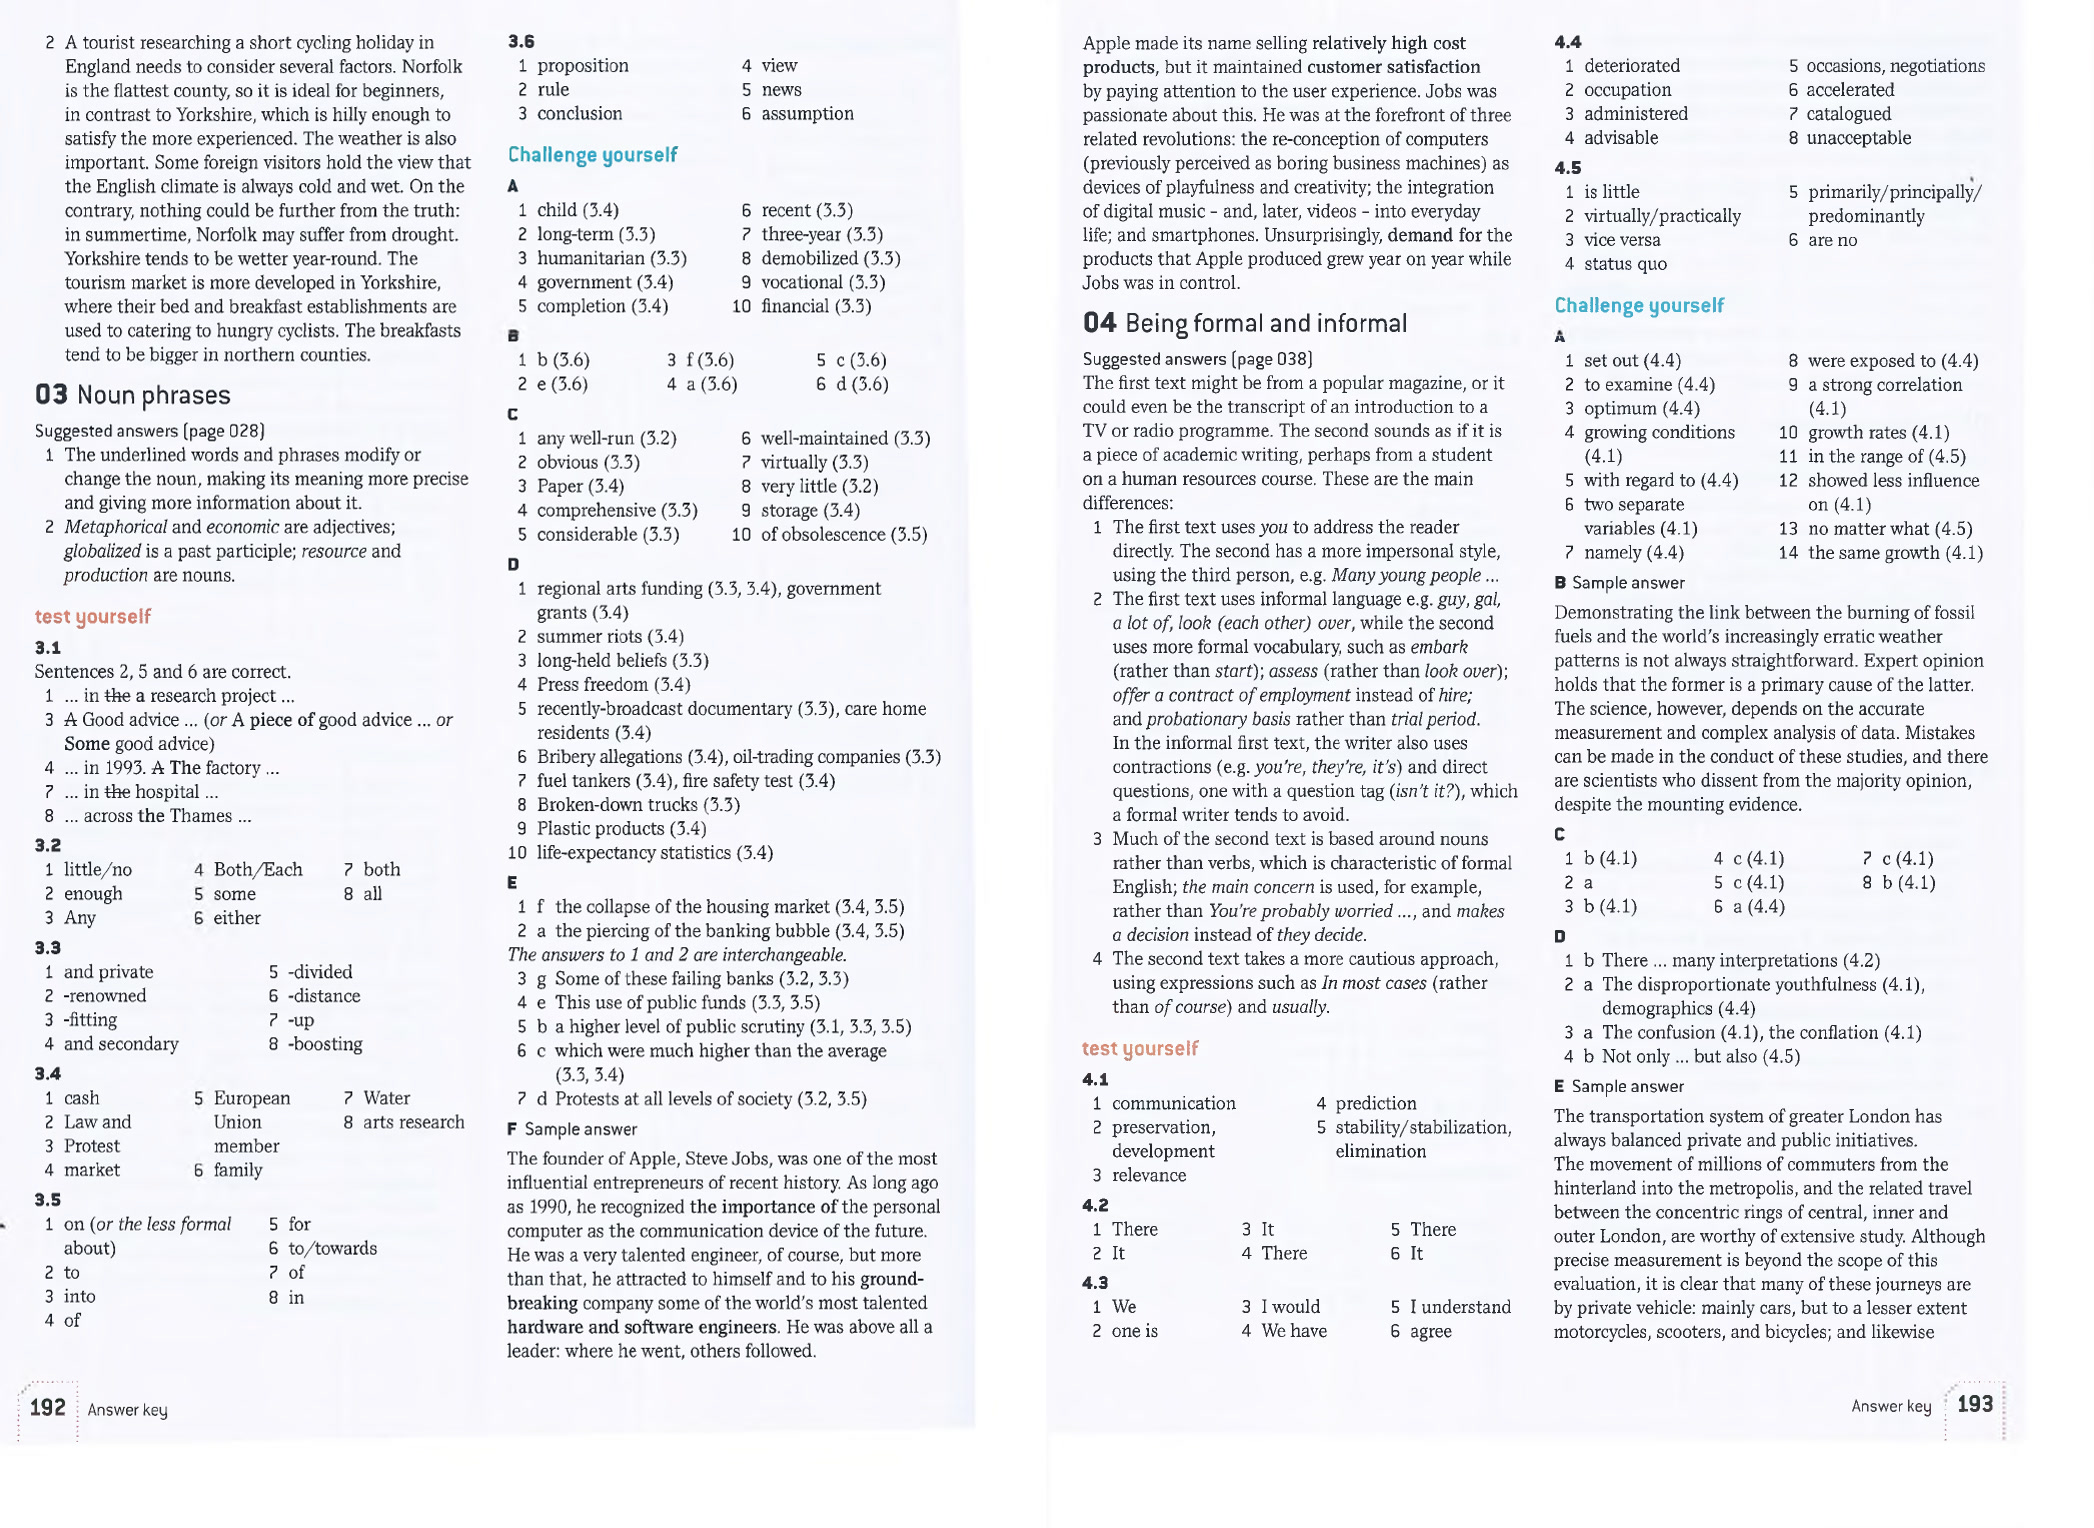 2 A tourist researching a short cycling holiday in
England needs to consider several factors. Norfolk
is the flattest county, so it is ideal for beginners,
in contrast to Yorkshire, which is hilly enough to
satisfy the more experienced. The weather is also
important. Some foreign visitors hold the view that
the English climate is always cold and wet. On the
contrary, nothing could be further from the truth:
in summertime, Norfolk may suffer from drought.
Yorkshire tends to be wetter year-round. The
tourism market is more developed in Yorkshire,
where their bed and breakfast establishments are
used to catering to hungry cyclists. The breakfasts
tend to be bigger in northern counties.
03 Noun phrases
Suggested answers (page 028)
1 The underlined words and phrases modify or
change the noun, making its meaning more precise
and giving more information about it.
2 Metaphorical and economic are adjectives;
globalized is a past participle; resource and
production are nouns.
test yourself
3.1
Sentences 2, 5 and 6 are correct.
1 ... in the a research project ...
3 A Good advice ... (or A piece of good advice ... or
Some good advice)
4 ... in 1993. A The factory ...
7 ... in the hospital ...
8 ... across the Thames ...
3.2
1 little/no 4 Both/Each 7 both
2 enough 5 some 8 all
3 Any 6 either
3.3
1 and private 5 -divided
2 -renowned 6 -distance
3 -fitting 7 -up
4 and secondary 8 -boosting
3.4
1 cash 5 European 7 Water
2 Law and Union 8 arts research
3 Protest member
4 market 6 family
3.5
1 on (or the less formal 5 for
about) 6 to/towards
2 to 7 of
3 into 8 in
4 of
192 Answer key
3.6
1 proposition 4 view
2 rule 5 news
3 conclusion 6 assumption
Challenge yourself
A
1 child (3.4) 6 recent (3.3)
2 long-term (3.3) 7 three-year (3.3)
3 humanitarian (3.3) 8 demobilized (3.3)
4 government (3.4) 9 vocational (3.3)
5 completion (3.4) 10 financial (3.3)
B
1 b (3.6) 3 f (3.6) 5 c (3.6)
2 e (3.6) 4 a (3.6) 6 d (3.6)
C
1 any well-run (3.2) 6 well-maintained (3.3)
2 obvious (3.3) 7 virtually (3.3)
3 Paper (3.4) 8 very little (3.2)
4 comprehensive (3.3) 9 storage (3.4)
5 considerable (3.3) 10 of obsolescence (3.5)
D
1 regional arts funding (3.3, 3.4), government
grants (3.4)
2 summer riots (3.4)
3 long-held beliefs (3.3)
4 Press freedom (3.4)
5 recently-broadcast documentary (3.3), care home
residents (3.4)
6 Bribery allegations (3.4), oil-trading companies (3.3)
7 fuel tankers (3.4), fire safety test (3.4)
8 Broken-down trucks (3.3)
9 Plastic products (3.4)
10 life-expectancy statistics (3.4)
E
1 f the collapse of the housing market (3.4, 3.5)
2 a the piercing of the banking bubble (3.4, 3.5)
The answers to 1 and 2 are interchangeable.
3 g Some of these failing banks (3.2, 3.3)
4 e This use of public funds (3.3, 3.5)
5 b a higher level of public scrutiny (3.1, 3.3, 3.5)
6 c which were much higher than the average
(3.3, 3.4)
7 d Protests at all levels of society (3.2, 3.5)
F Sample answer
The founder of Apple, Steve Jobs, was one of the most
influential entrepreneurs of recent history. As long ago
as 1990, he recognized the importance of the personal
computer as the communication device of the future.
He was a very talented engineer, of course, but more
than that, he attracted to himself and to his ground-
breaking company some of the world's most talented
hardware and software engineers. He was above all a
leader: where he went, others followed.
Apple made its name selling relatively high cost
products, but it maintained customer satisfaction
by paying attention to the user experience. Jobs was
passionate about this. He was at the forefront of three
related revolutions: the re-conception of computers
(previously perceived as boring business machines) as
devices of playfulness and creativity; the integration
of digital music – and, later, videos – into everyday
life; and smartphones. Unsurprisingly, demand for the
products that Apple produced grew year on year while
Jobs was in control.
04 Being formal and informal
Suggested answers (page 038)
The first text might be from a popular magazine, or it
could even be the transcript of an introduction to a
TV or radio programme. The second sounds as if it is
a piece of academic writing, perhaps from a student
on a human resources course. These are the main
differences:
1 The first text uses you to address the reader
directly. The second has a more impersonal style,
using the third person, e.g. Many young people ...
2 The first text uses informal language e.g. guy, gal,
a lot of, look (each other) over, while the second
uses more formal vocabulary, such as embark
(rather than start); assess (rather than look over);
offer a contract of employment instead of hire;
and probationary basis rather than trial period.
In the informal first text, the writer also uses
contractions (e.g. you're, they're, it's) and direct
questions, one with a question tag (isn't it?), which
a formal writer tends to avoid.
3 Much of the second text is based around nouns
rather than verbs, which is characteristic of formal
English; the main concern is used, for example,
rather than You're probably worried ..., and makes
a decision instead of they decide.
4 The second text takes a more cautious approach,
using expressions such as In most cases (rather
than of course) and usually.
test yourself
4.1
1 communication 4 prediction
2 preservation, 5 stability/stabilization,
development elimination
3 relevance
4.2
1 There 3 It 5 There
2 It 4 There 6 It
4.3
1 We 3 I would 5 I understand
2 one is 4 We have 6 agree
4.4
1 deteriorated 5 occasions, negotiations
2 occupation 6 accelerated
3 administered 7 catalogued
4 advisable 8 unacceptable
4.5
1 is little 5 primarily/principally/
2 virtually/practically predominantly
3 vice versa 6 are no
4 status quo
Challenge yourself
A
1 set out (4.4) 8 were exposed to (4.4)
2 to examine (4.4) 9 a strong correlation
3 optimum (4.4) (4.1)
4 growing conditions 10 growth rates (4.1)
(4.1) 11 in the range of (4.5)
5 with regard to (4.4) 12 showed less influence
6 two separate on (4.1)
variables (4.1) 13 no matter what (4.5)
7 namely (4.4) 14 the same growth (4.1)
B Sample answer
Demonstrating the link between the burning of fossil
fuels and the world's increasingly erratic weather
patterns is not always straightforward. Expert opinion
holds that the former is a primary cause of the latter.
The science, however, depends on the accurate
measurement and complex analysis of data. Mistakes
can be made in the conduct of these studies, and there
are scientists who dissent from the majority opinion,
despite the mounting evidence.
C
1 b (4.1) 4 c (4.1) 7 c (4.1)
2 a 5 c (4.1) 8 b (4.1)
3 b (4.1) 6 a (4.4)
D
1 b There ... many interpretations (4.2)
2 a The disproportionate youthfulness (4.1),
demographics (4.4)
3 a The confusion (4.1), the conflation (4.1)
4 b Not only ... but also (4.5)
E Sample answer
The transportation system of greater London has
always balanced private and public initiatives.
The movement of millions of commuters from the
hinterland into the metropolis, and the related travel
between the concentric rings of central, inner and
outer London, are worthy of extensive study. Although
precise measurement is beyond the scope of this
evaluation, it is clear that many of these journeys are
by private vehicle: mainly cars, but to a lesser extent
motorcycles, scooters, and bicycles; and likewise
Answer key 193